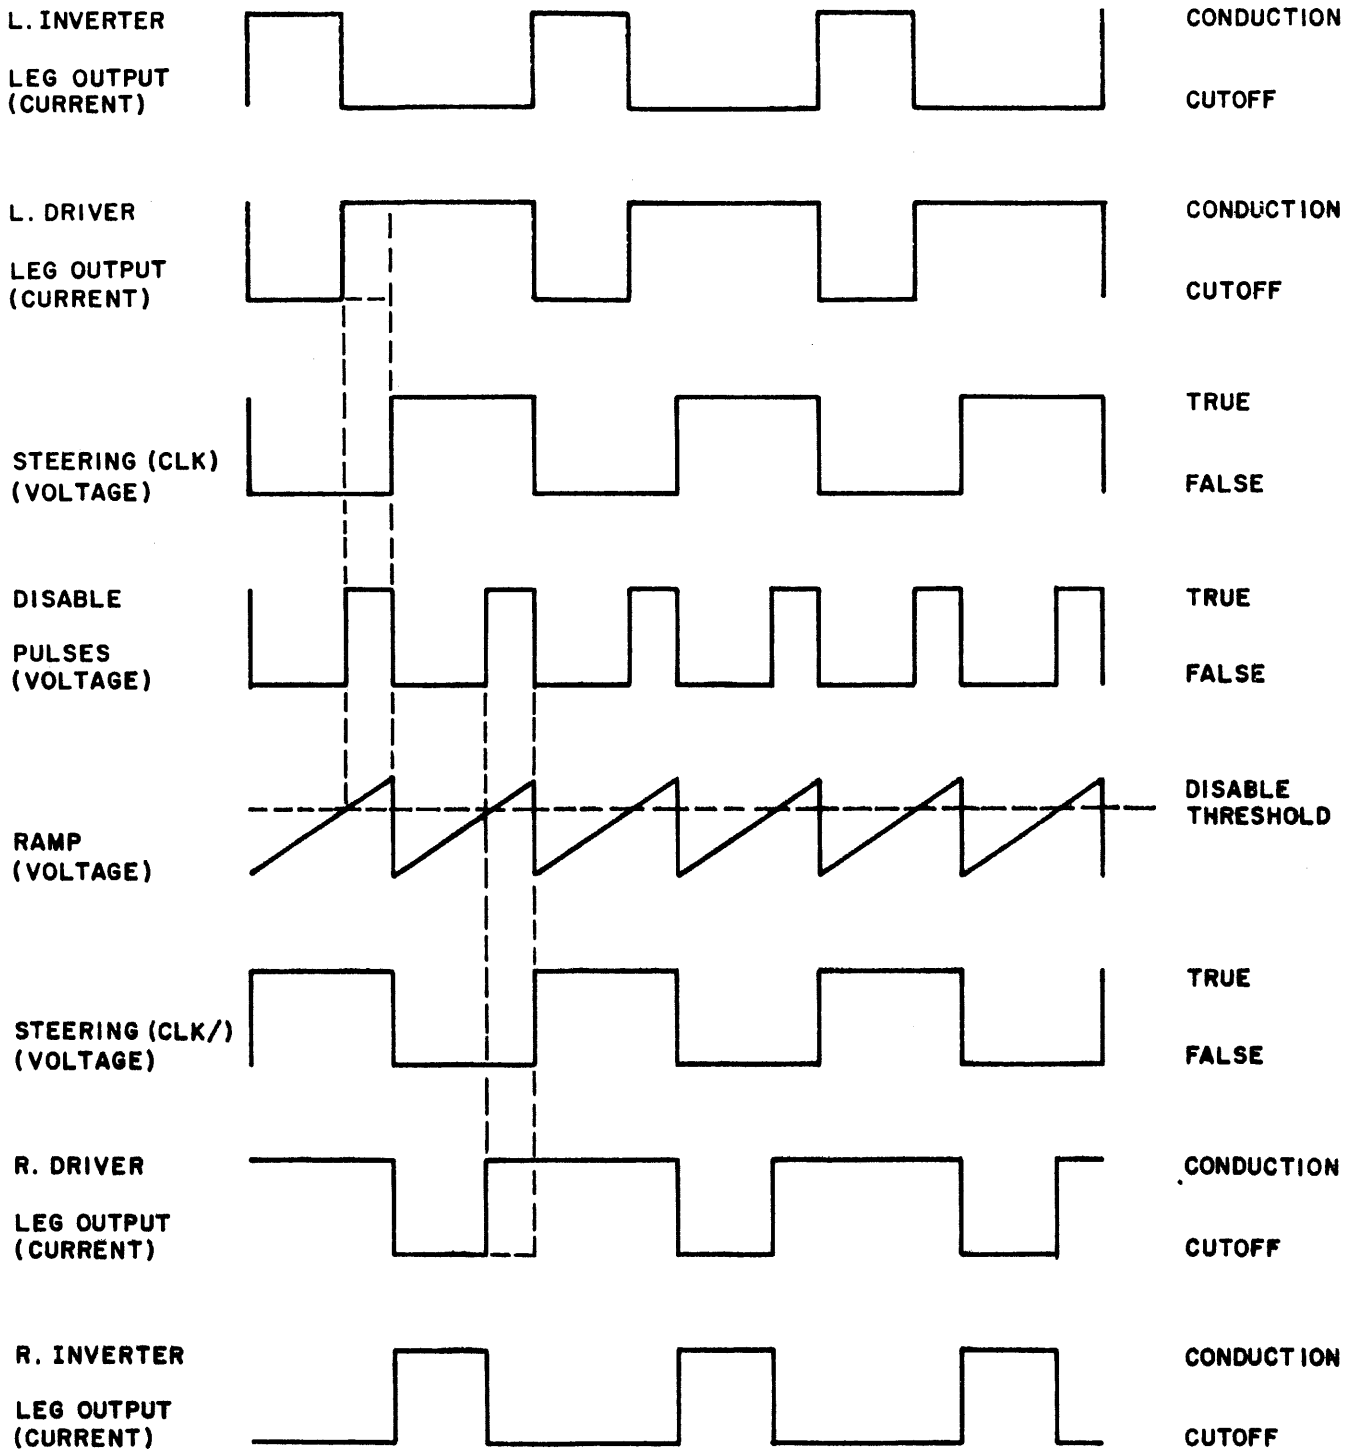 L. INVERTER
CONDUCTION
LEG OUTPUT
(CURRENT)
CUTOFF
L. DRIVER
CONDUCTION
LEG OUTPUT
(CURRENT)
CUTOFF
TRUE
STEERING (CLK)
(VOLTAGE)
FALSE
DISABLE
TRUE
PULSES
(VOLTAGE)
FALSE
DISABLE
THRESHOLD
RAMP
(VOLTAGE)
TRUE
STEERING (CLK/)
(VOLTAGE)
FALSE
R. DRIVER
CONDUCTION
LEG OUTPUT
(CURRENT)
CUTOFF
R. INVERTER
CONDUCTION
LEG OUTPUT
(CURRENT)
CUTOFF